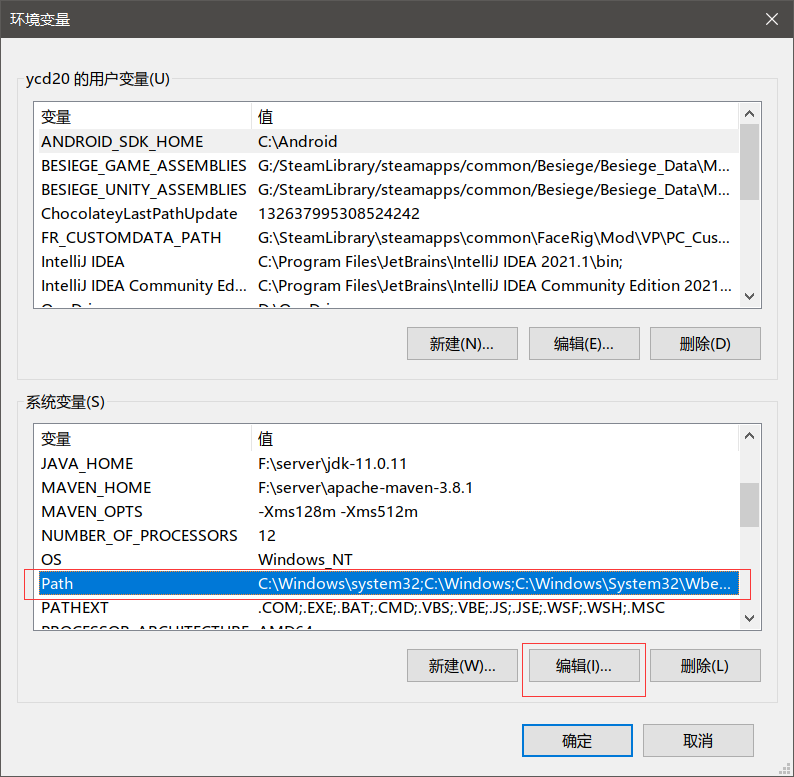 环境变量
ycd20 的用户变量(U)
变量 值
ANDROID_SDK_HOME C:\Android
BESIEGE_GAME_ASSEMBLIES G:/SteamLibrary/steamapps/common/Besiege/Besiege_Data\M...
BESIEGE_UNITY_ASSEMBLIES G:/SteamLibrary/steamapps/common/Besiege/Besiege_Data\M...
ChocolateyLastPathUpdate 132637995308524242
FR_CUSTOMDATA_PATH G:\SteamLibrary\steamapps\common\FaceRig\Mod\VP\PC_Cus...
IntelliJ IDEA C:\Program Files\JetBrains\IntelliJ IDEA 2021.1\bin;
IntelliJ IDEA Community Ed... C:\Program Files\JetBrains\IntelliJ IDEA Community Edition 2021...
新建(N)... 编辑(E)... 删除(D)
系统变量(S)
变量 值
JAVA_HOME F:\server\jdk-11.0.11
MAVEN_HOME F:\server\apache-maven-3.8.1
MAVEN_OPTS -Xms128m -Xms512m
NUMBER_OF_PROCESSORS 12
OS Windows_NT
Path C:\Windows\system32;C:\Windows;C:\Windows\System32\Wbe...
PATHEXT .COM;.EXE;.BAT;.CMD;.VBS;.VBE;.JS;.JSE;.WSF;.WSH;.MSC
PROCESSOR_ARCHITECTURE AMD64
新建(W)... 编辑(I)... 删除(L)
确定 取消